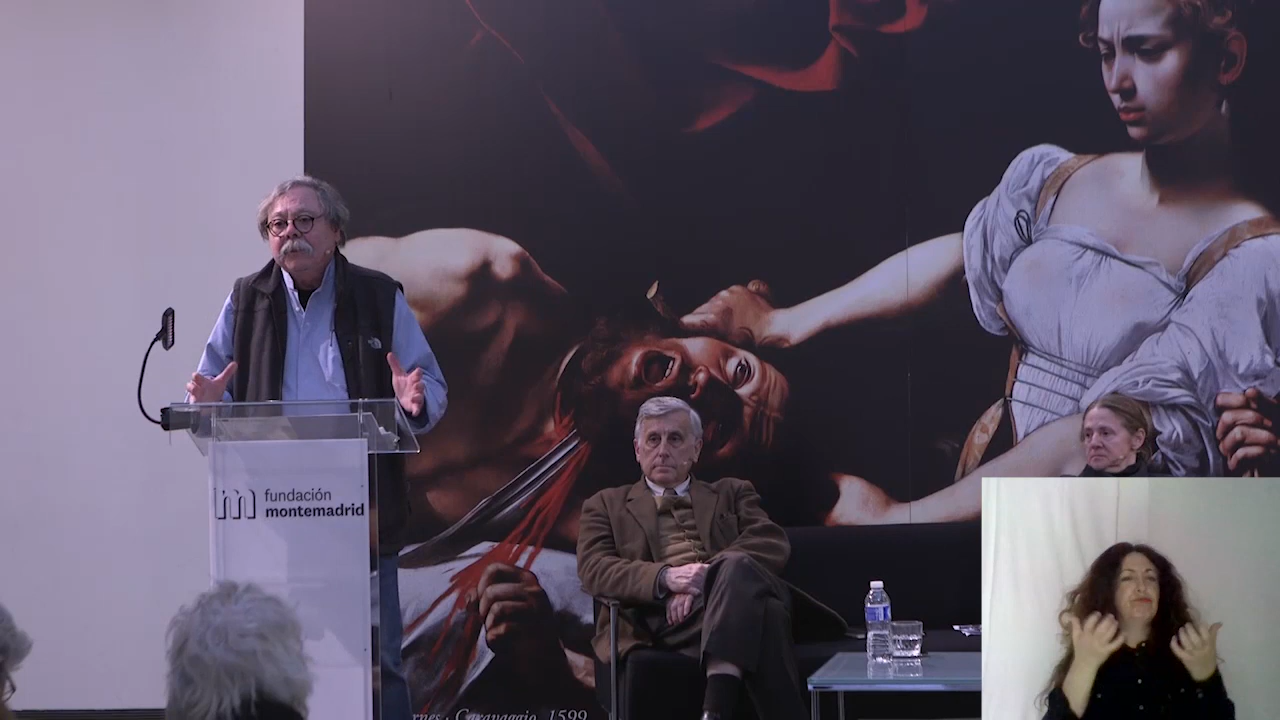 fundación
montemadrid
rnes · Caravaggio, 1599